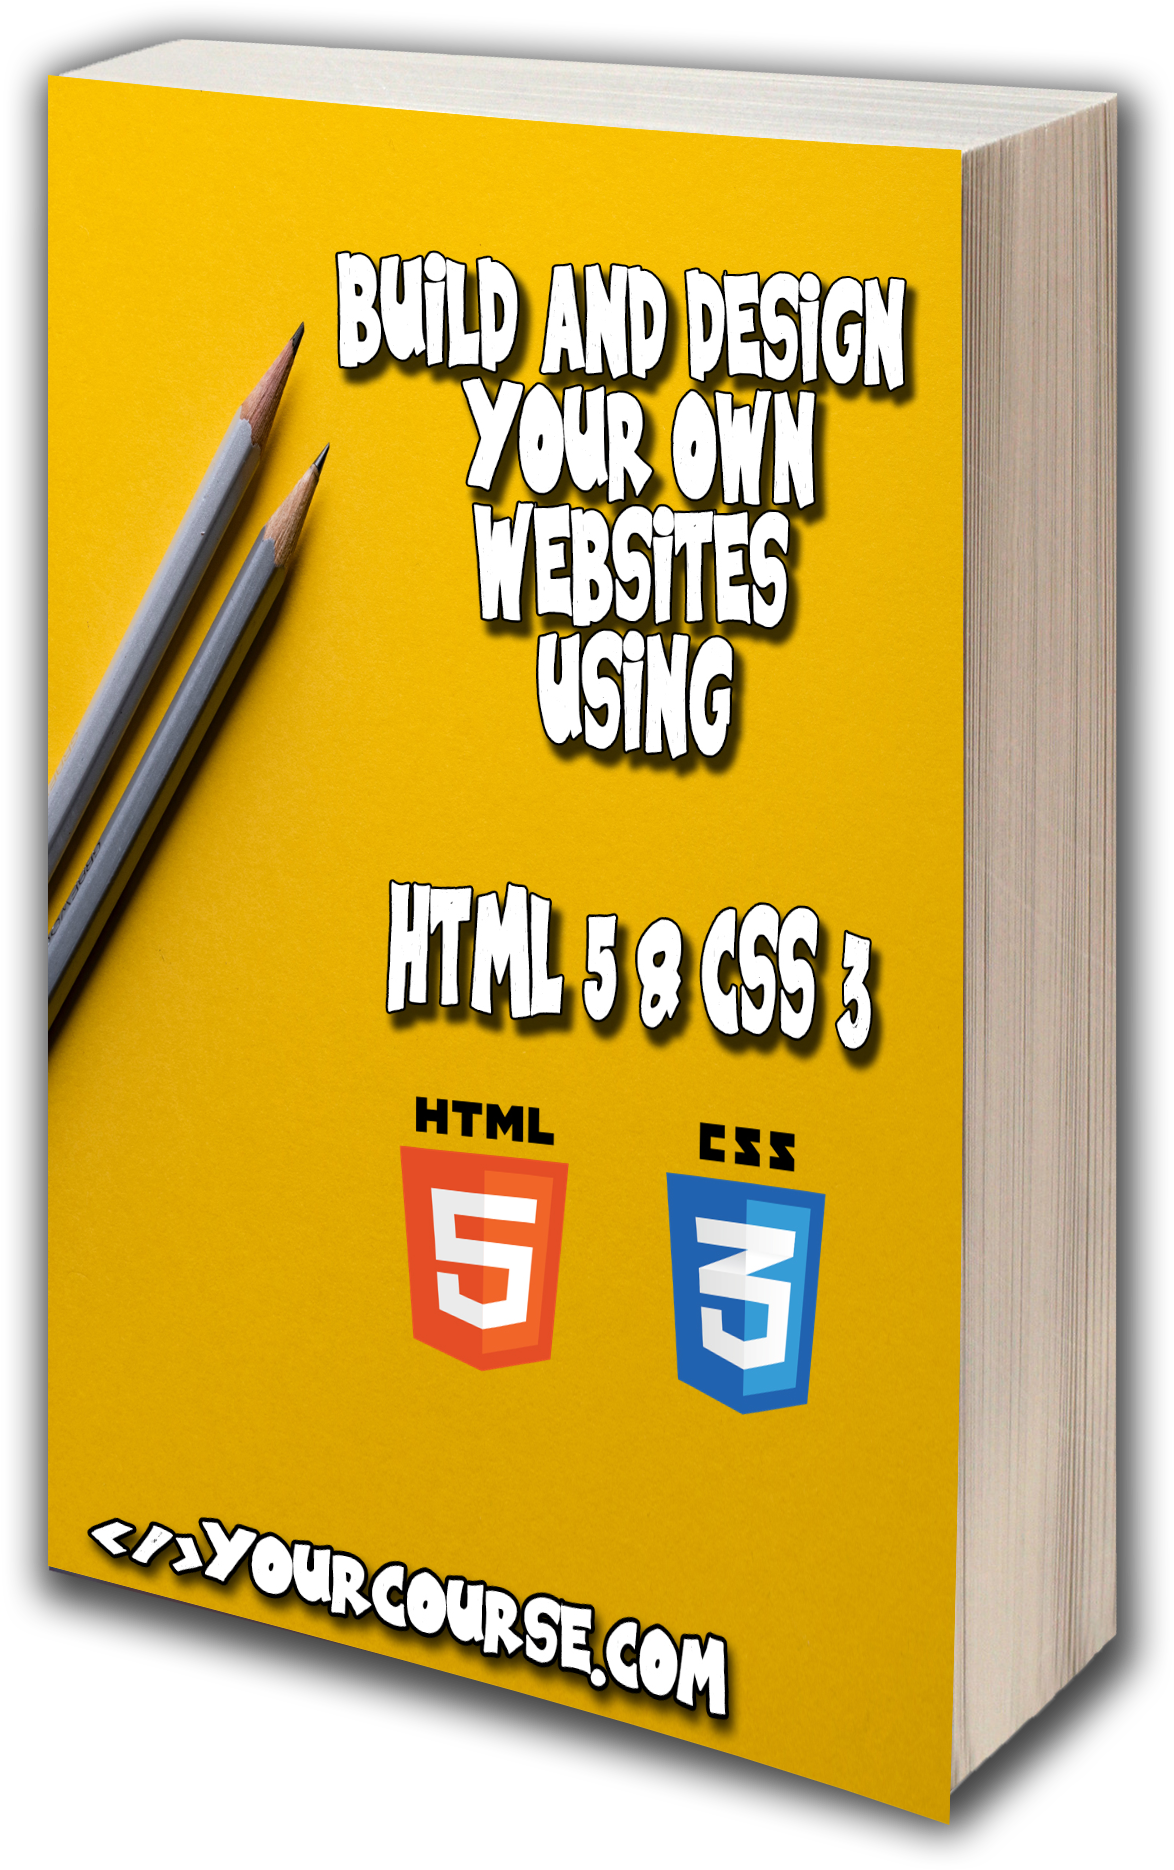 BUiLD AND DESiGN
YOUR OWN
WEBSiTES
USiNG
HTML 5 & CSS 3
HTML
CSS
5
3
</>YOURCOURSE.COM